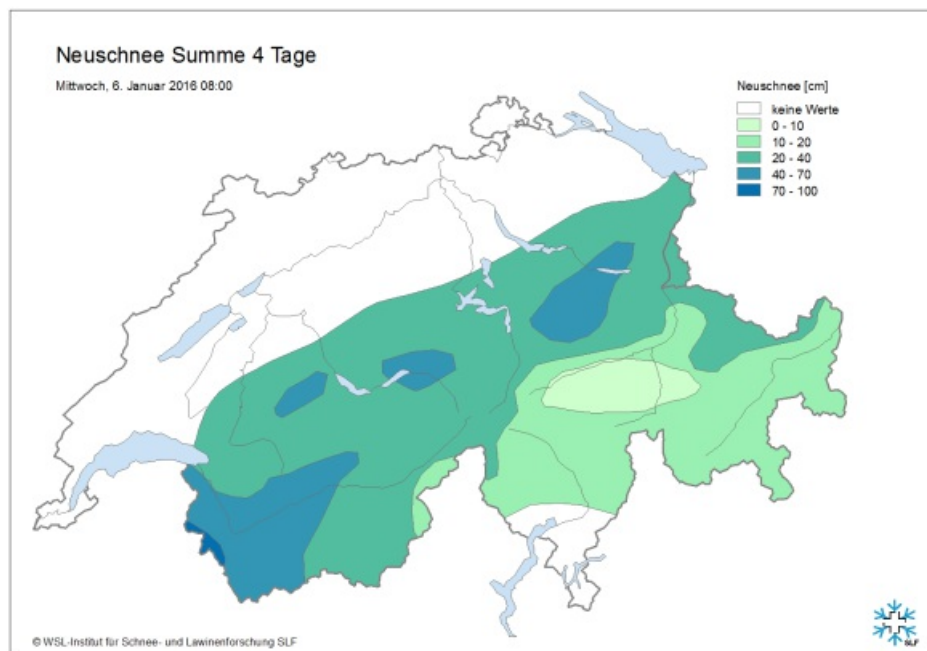 Neuschnee Summe 4 Tage
Mittwoch, 6. Januar 2016 08:00
Neuschnee [cm]
keine Werte
0 - 10
10 - 20
20 - 40
40 - 70
70 - 100
© WSL-Institut für Schnee- und Lawinenforschung SLF
SLF